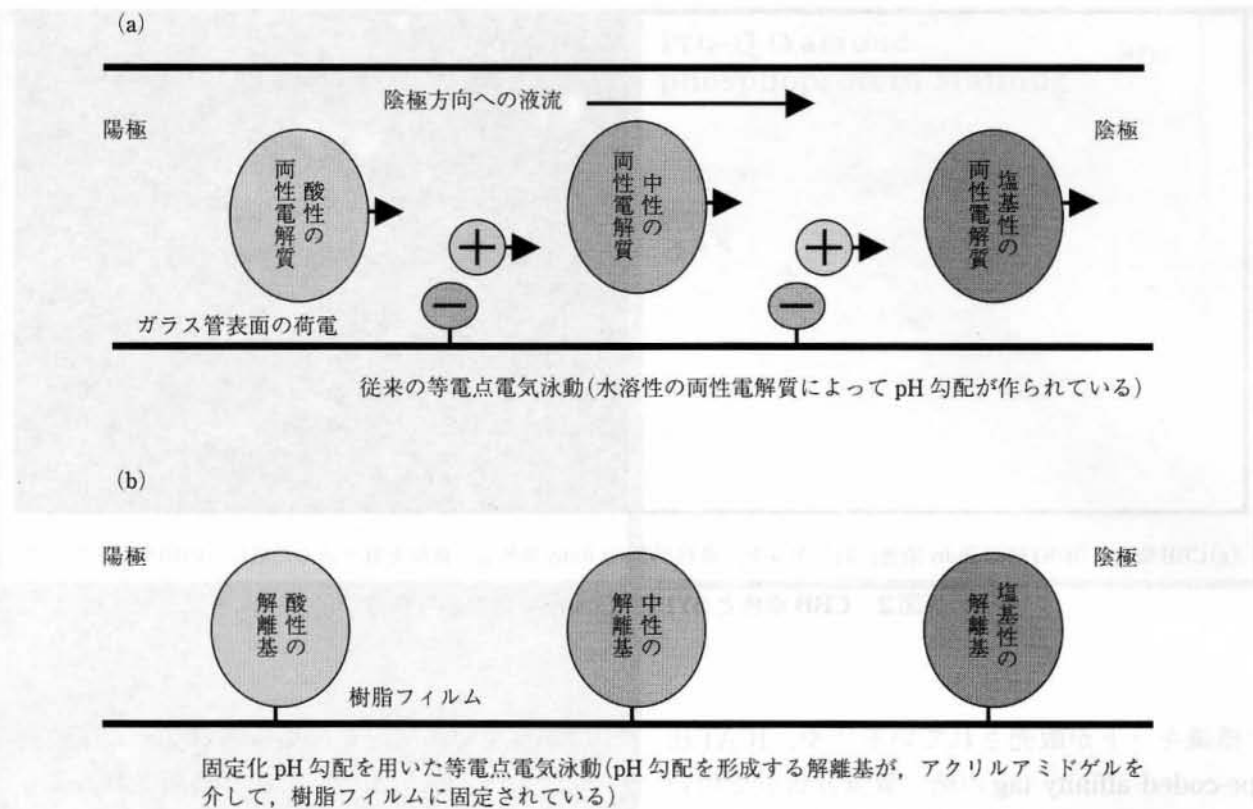 (a)
陰極方向への液流
陽極
陰極
酸性の
両性電解質
中性の
両性電解質
塩基性の
両性電解質
+
+
−
−
ガラス管表面の荷電
従来の等電点電気泳動(水溶性の両性電解質によって pH 勾配が作られている)
(b)
陽極
陰極
酸性の
解離基
中性の
解離基
塩基性の
解離基
樹脂フィルム
固定化 pH 勾配を用いた等電点電気泳動(pH 勾配を形成する解離基が，アクリルアミドゲルを
介して，樹脂フィルムに固定されている)